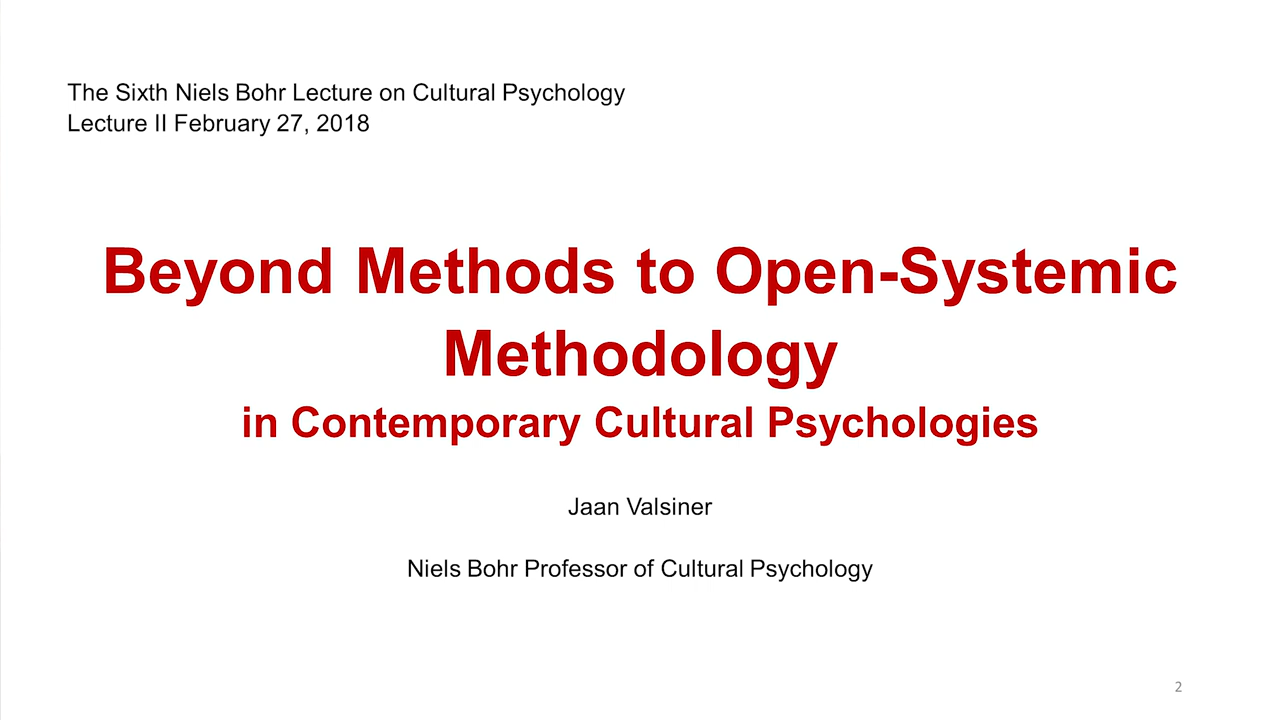 The Sixth Niels Bohr Lecture on Cultural Psychology
Lecture II February 27, 2018
Beyond Methods to Open-Systemic
Methodology
in Contemporary Cultural Psychologies
Jaan Valsiner
Niels Bohr Professor of Cultural Psychology
2